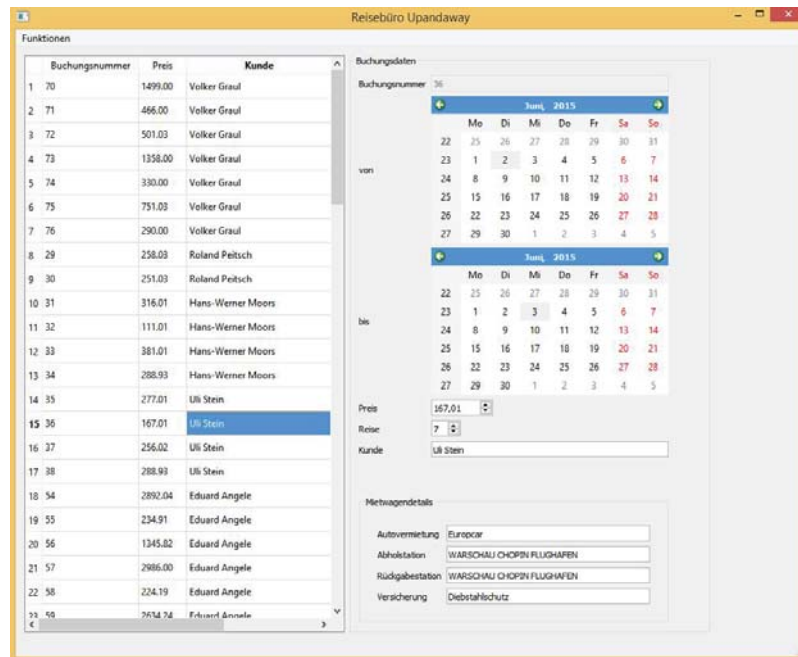 Reisebüro Upandaway
Funktionen
Buchungsnummer Preis Kunde
1 70 1499.00 Volker Graul
2 71 466.00 Volker Graul
3 72 501.03 Volker Graul
4 73 1358.00 Volker Graul
5 74 330.00 Volker Graul
6 75 751.03 Volker Graul
7 76 290.00 Volker Graul
8 29 258.03 Roland Peitsch
9 30 251.03 Roland Peitsch
10 31 316.01 Hans-Werner Moors
11 32 111.01 Hans-Werner Moors
12 33 381.01 Hans-Werner Moors
13 34 288.93 Hans-Werner Moors
14 35 277.01 Uli Stein
15 36 167.01 Uli Stein
16 37 256.02 Uli Stein
17 38 288.93 Uli Stein
18 54 2892.04 Eduard Angele
19 55 234.91 Eduard Angele
20 56 1345.82 Eduard Angele
21 57 2986.00 Eduard Angele
22 58 224.19 Eduard Angele
23 59 2634.24 Eduard Angele
Buchungsdaten
Buchungsnummer 36
von
Juni, 2015
Mo Di Mi Do Fr Sa So
22 25 26 27 28 29 30 31
23 1 2 3 4 5 6 7
24 8 9 10 11 12 13 14
25 15 16 17 18 19 20 21
26 22 23 24 25 26 27 28
27 29 30 1 2 3 4 5
bis
Juni, 2015
Mo Di Mi Do Fr Sa So
22 25 26 27 28 29 30 31
23 1 2 3 4 5 6 7
24 8 9 10 11 12 13 14
25 15 16 17 18 19 20 21
26 22 23 24 25 26 27 28
27 29 30 1 2 3 4 5
Preis 167,01
Reise 7
Kunde Uli Stein
Mietwagendetails
Autovermietung Europcar
Abholstation WARSCHAU CHOPIN FLUGHAFEN
Rückgabestation WARSCHAU CHOPIN FLUGHAFEN
Versicherung Diebstahlschutz